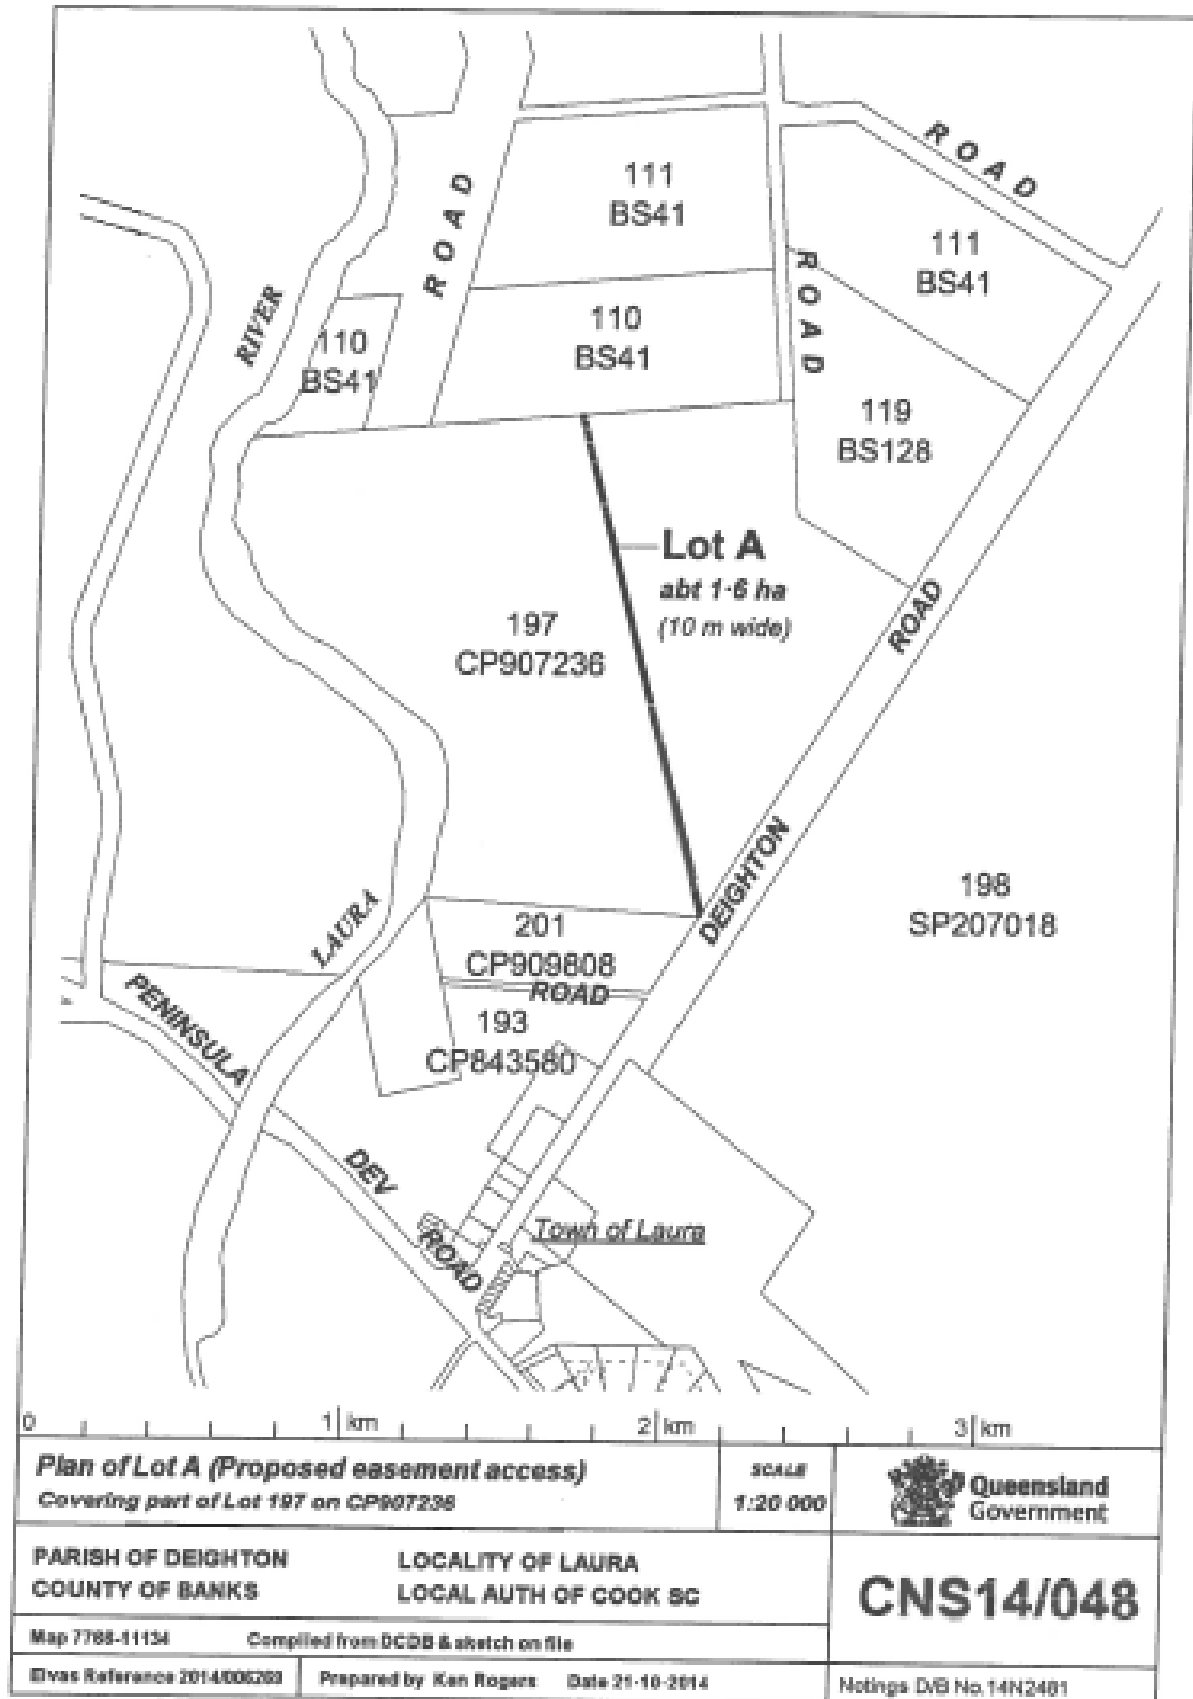 ROAD
ROAD
111
BS41
111
BS41
RIVER
110
BS41
110
BS41
ROAD
119
BS128
Lot A
abt 1·6 ha
(10 m wide)
197
CP907236
ROAD
DEIGHTON
198
SP207018
LAURA
201
CP909808
ROAD
PENINSULA
193
CP843580
DEV
ROAD
Town of Laura
0 1 km 2 km 3 km
Plan of Lot A (Proposed easement access)
Covering part of Lot 197 on CP907236
SCALE
1:20 000
Queensland
Government
PARISH OF DEIGHTON
COUNTY OF BANKS
LOCALITY OF LAURA
LOCAL AUTH OF COOK SC
CNS14/048
Compiled from DCDB & sketch on file
Prepared by Ken Rogers Date 21-10-2014
Notings D/B No.14N2481